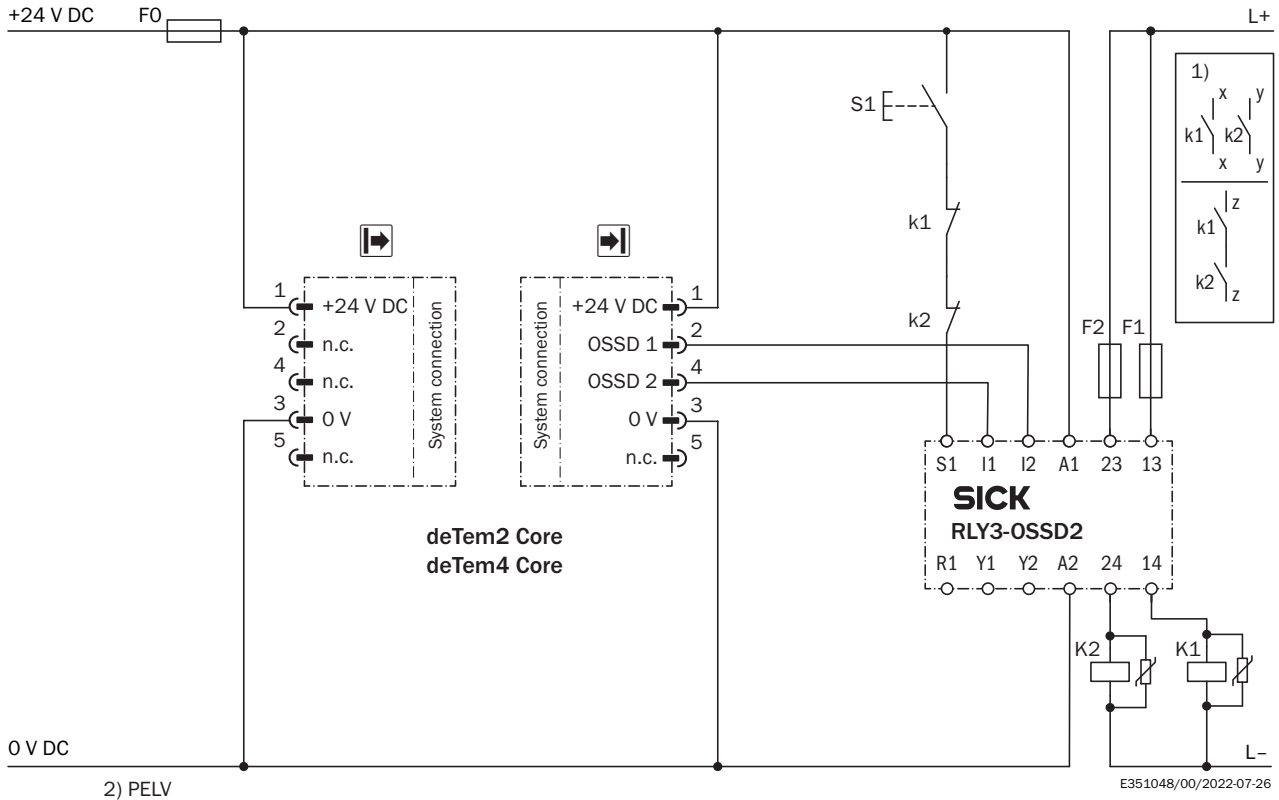 +24 V DC F0 L+
1)
x y
k1 k2
x y
z
k1
k2
z
S1
k1
k2
1 +24 V DC
2 n.c.
4 n.c.
3 0 V
5 n.c.
System connection
System connection
+24 V DC 1
OSSD 1 2
OSSD 2 4
0 V 3
n.c. 5
deTem2 Core
deTem4 Core
F2 F1
S1 I1 I2 A1 23 13
SICK
RLY3-OSSD2
R1 Y1 Y2 A2 24 14
K2 K1
0 V DC L–
2) PELV
E351048/00/2022-07-26